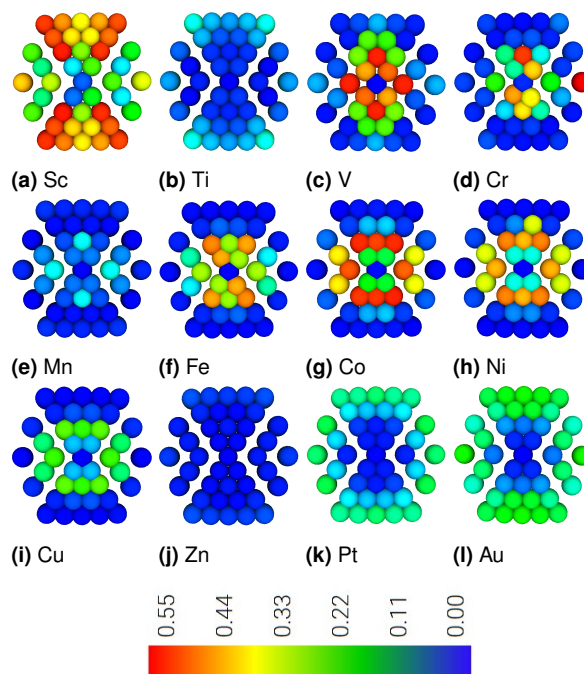 (a) Sc (b) Ti (c) V (d) Cr
(e) Mn (f) Fe (g) Co (h) Ni
(i) Cu (j) Zn (k) Pt (l) Au
0.55 0.44 0.33 0.22 0.11 0.00